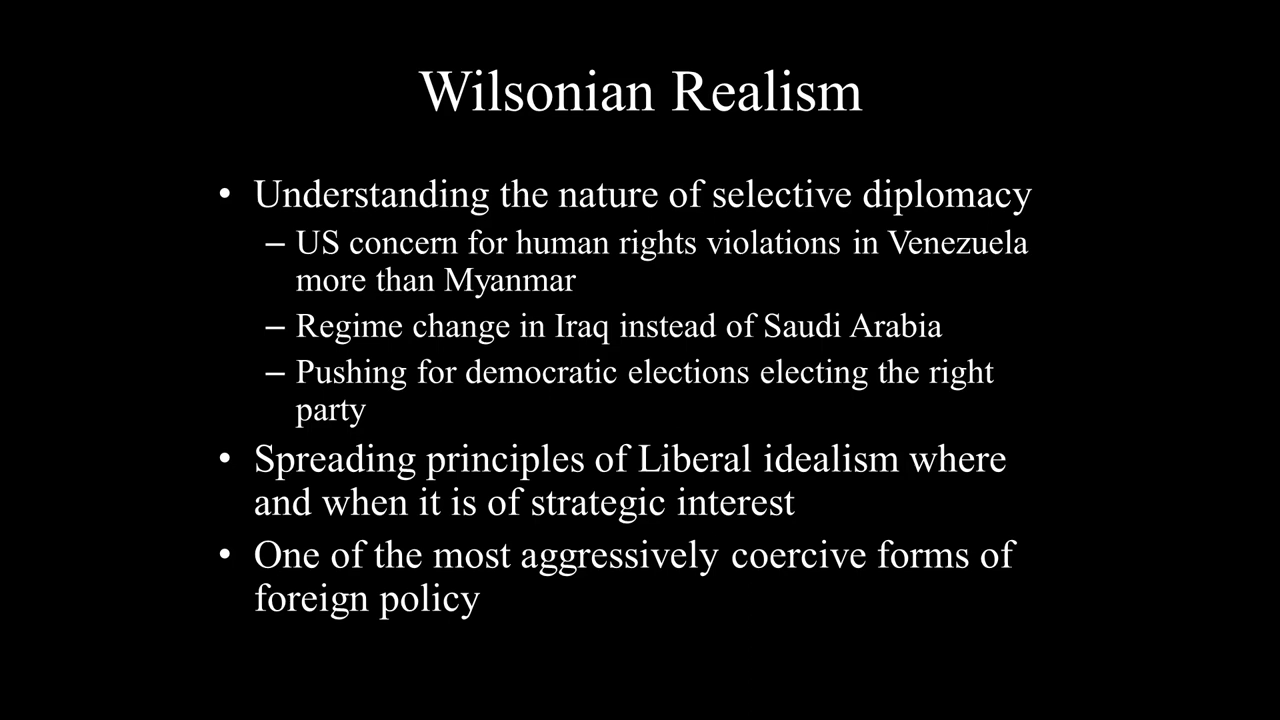 Wilsonian Realism
• Understanding the nature of selective diplomacy
– US concern for human rights violations in Venezuela
more than Myanmar
– Regime change in Iraq instead of Saudi Arabia
– Pushing for democratic elections electing the right
party
• Spreading principles of Liberal idealism where
and when it is of strategic interest
• One of the most aggressively coercive forms of
foreign policy